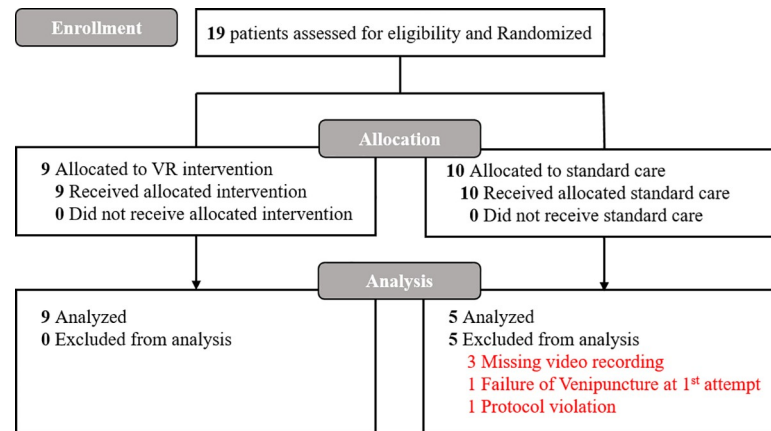 Enrollment
19 patients assessed for eligibility and Randomized
Allocation
9 Allocated to VR intervention
9 Received allocated intervention
0 Did not receive allocated intervention
10 Allocated to standard care
10 Received allocated standard care
0 Did not receive standard care
Analysis
9 Analyzed
0 Excluded from analysis
5 Analyzed
5 Excluded from analysis
3 Missing video recording
1 Failure of Venipuncture at 1st attempt
1 Protocol violation